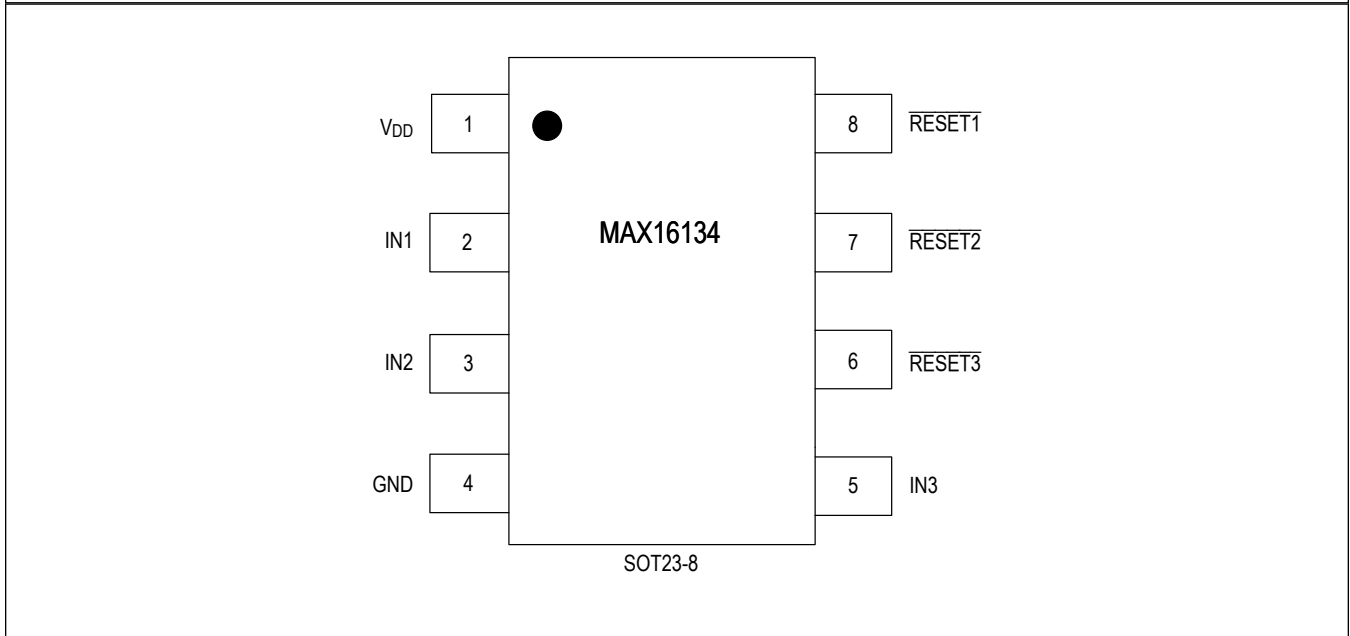 VDD 1 8 RESET1
MAX16134
IN1 2 7 RESET2
IN2 3 6 RESET3
GND 4 5 IN3
SOT23-8